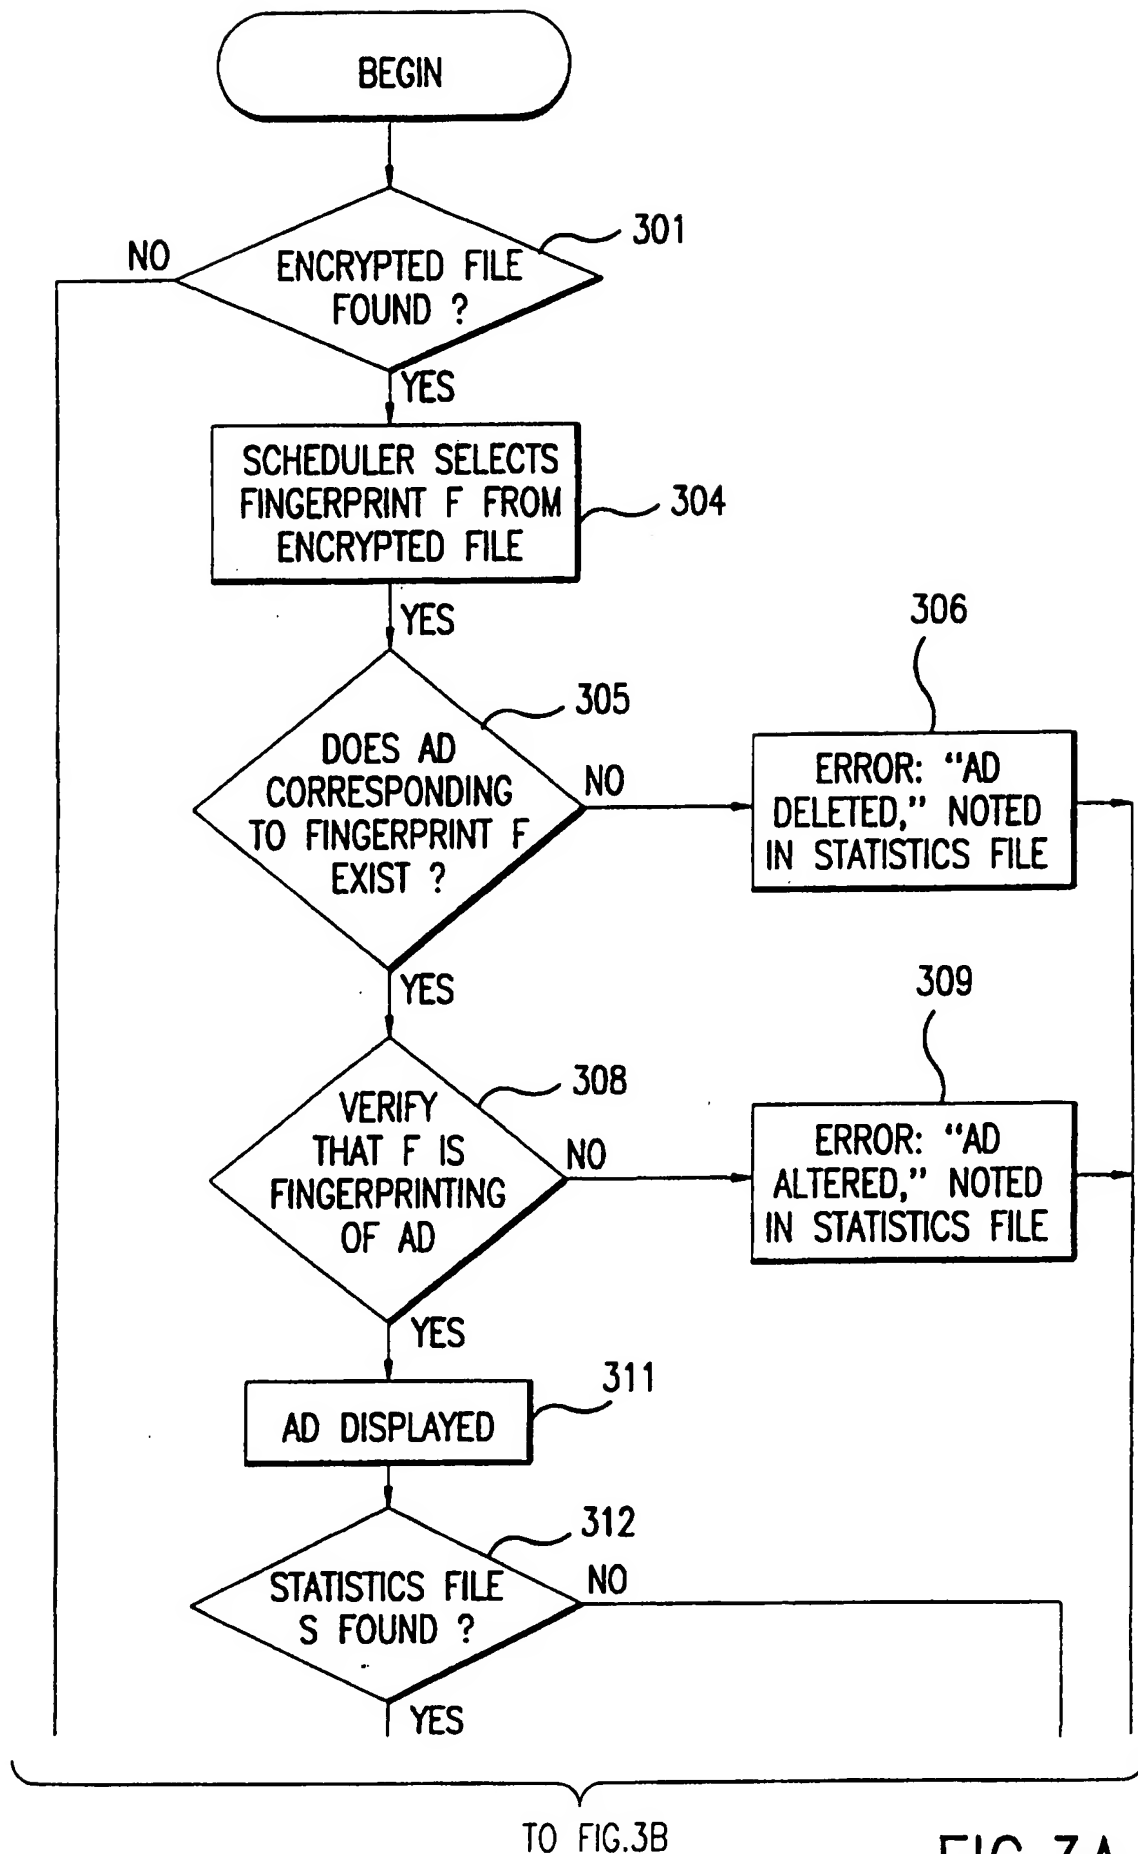 BEGIN
301
NO
ENCRYPTED FILE
FOUND ?
YES
SCHEDULER SELECTS
FINGERPRINT F FROM
ENCRYPTED FILE
304
YES
306
305
DOES AD
CORRESPONDING
TO FINGERPRINT F
EXIST ?
NO
ERROR: “AD
DELETED,” NOTED
IN STATISTICS FILE
YES
309
308
VERIFY
THAT F IS
FINGERPRINTING
OF AD
NO
ERROR: “AD
ALTERED,” NOTED
IN STATISTICS FILE
YES
311
AD DISPLAYED
312
STATISTICS FILE
S FOUND ?
NO
YES
TO FIG.3B
FIG.3A